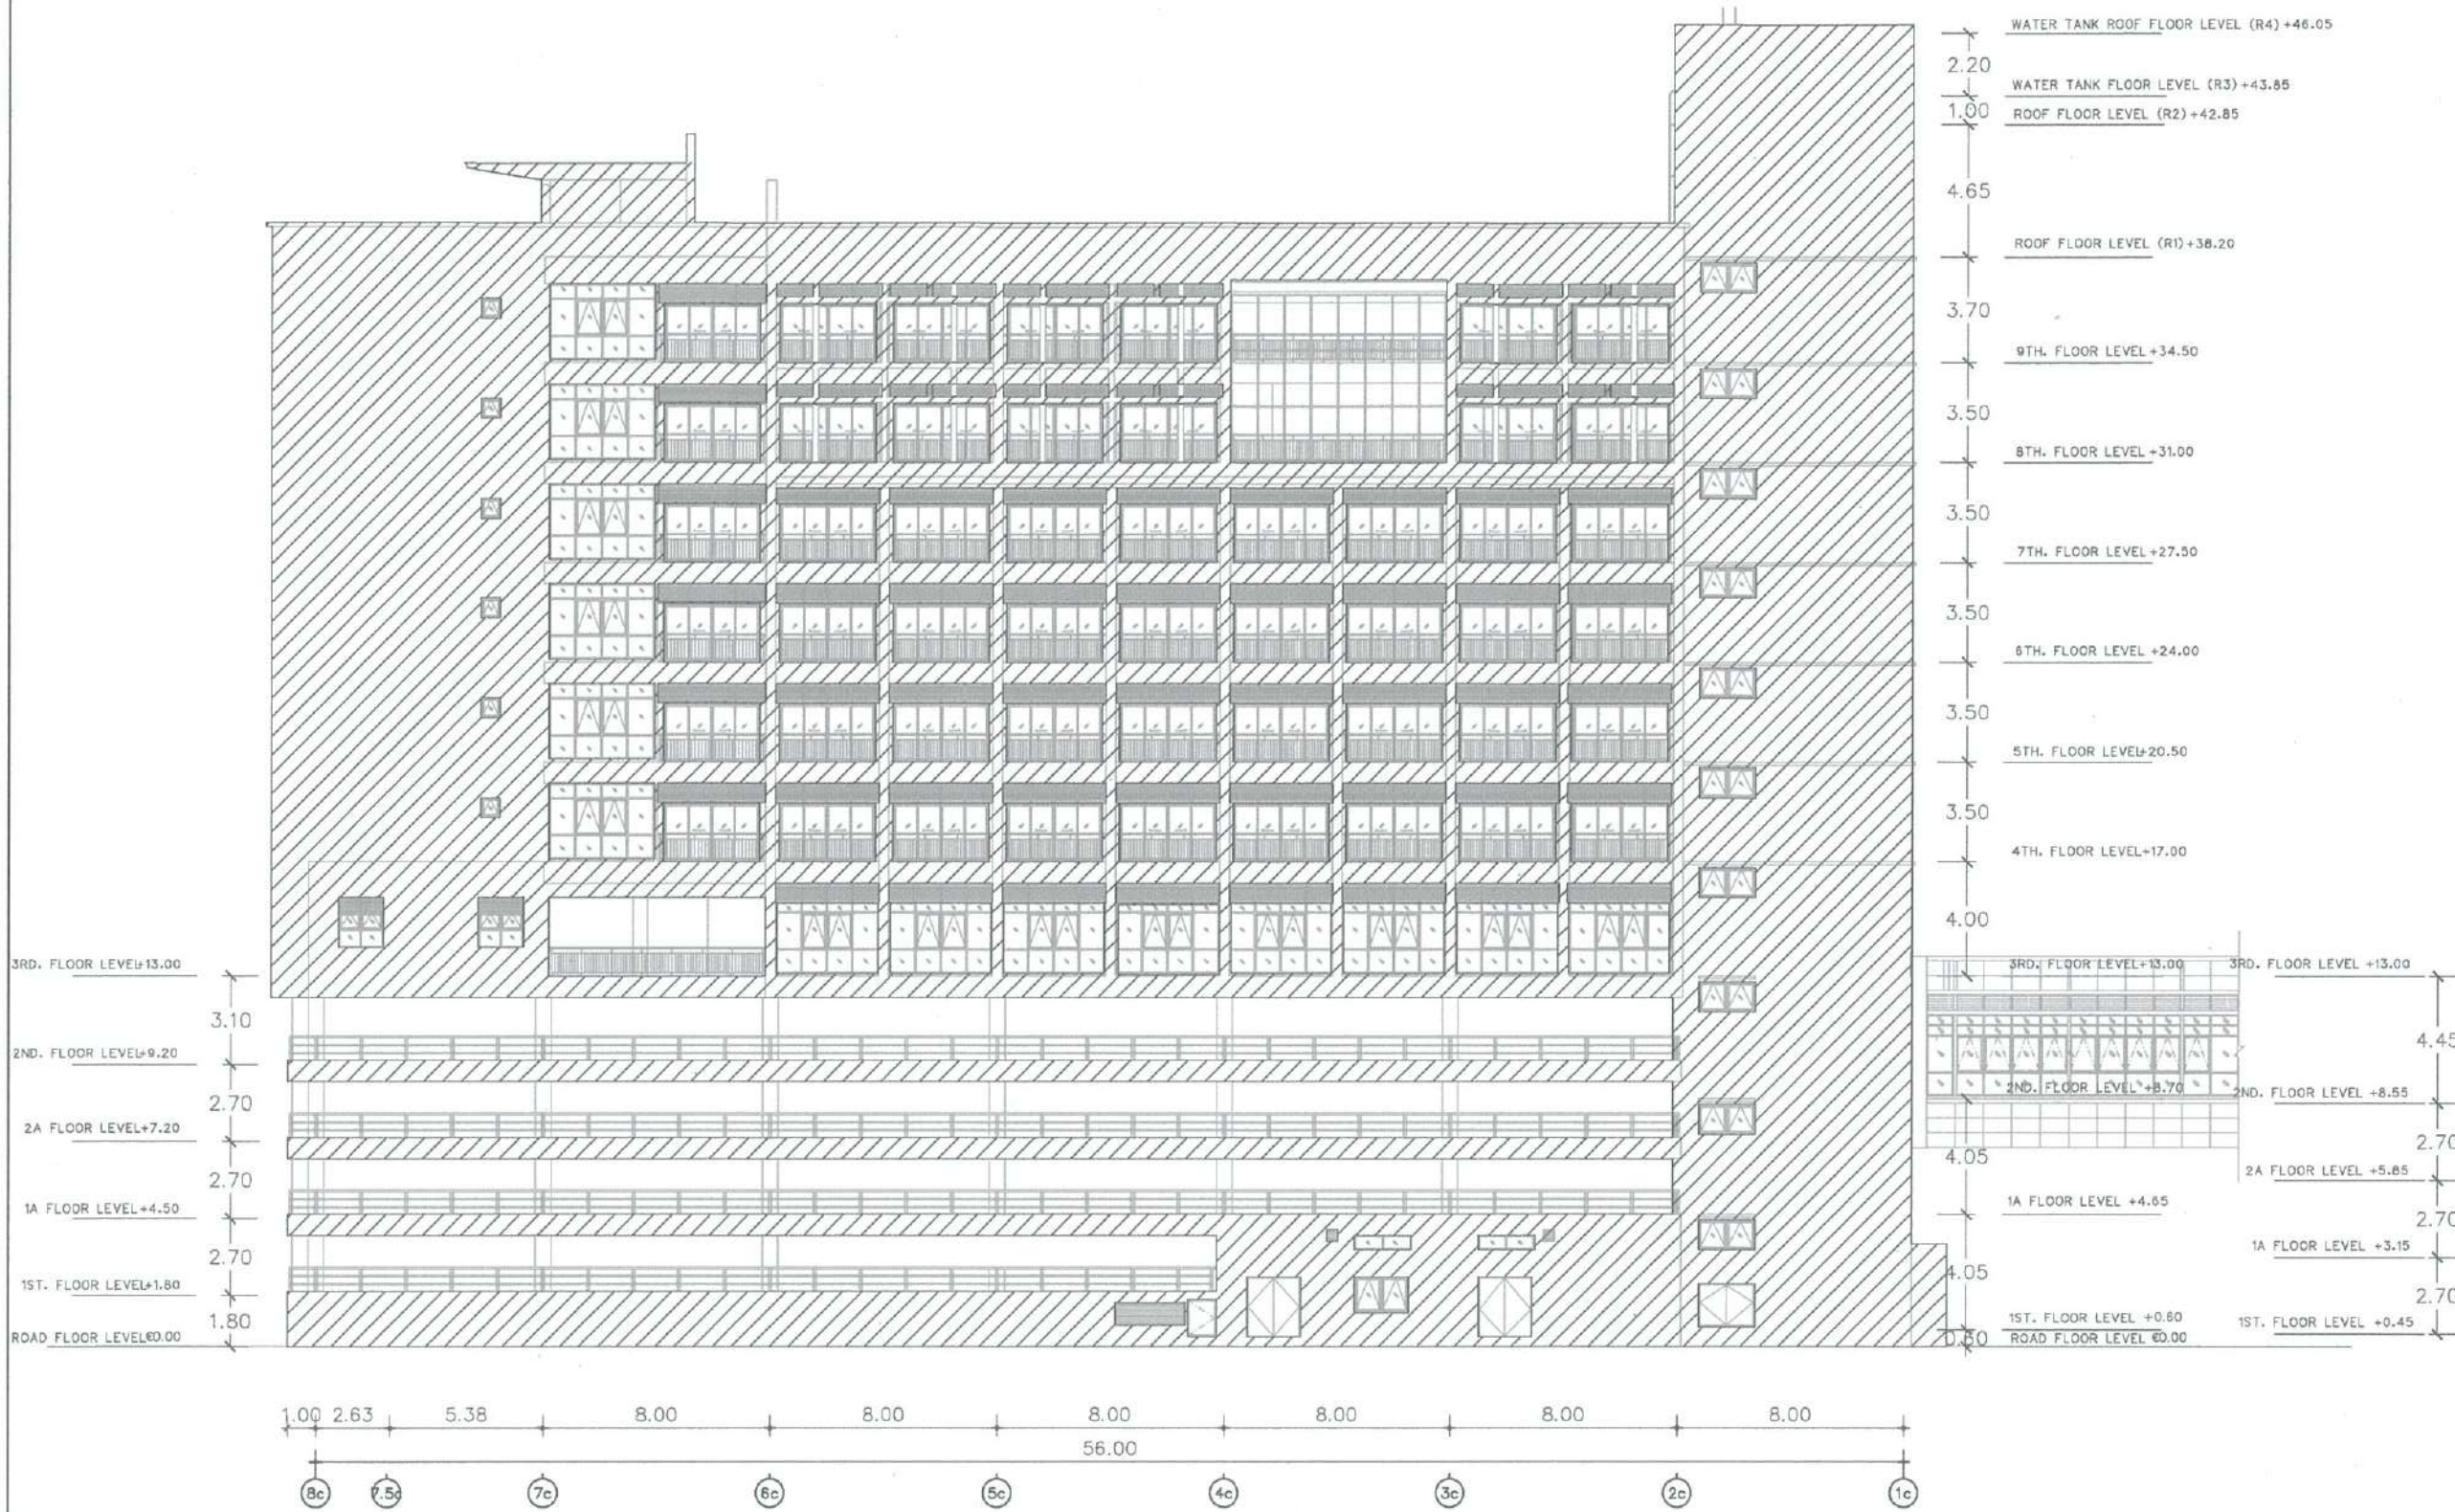 WATER TANK ROOF FLOOR LEVEL (R4) +46.05
2.20
WATER TANK FLOOR LEVEL (R3) +43.85
1.00
ROOF FLOOR LEVEL (R2) +42.85
4.65
ROOF FLOOR LEVEL (R1) +38.20
3.70
9TH. FLOOR LEVEL +34.50
3.50
8TH. FLOOR LEVEL +31.00
3.50
7TH. FLOOR LEVEL +27.50
3.50
6TH. FLOOR LEVEL +24.00
3.50
5TH. FLOOR LEVEL+20.50
3.50
4TH. FLOOR LEVEL+17.00
4.00
3RD. FLOOR LEVEL+13.00
3.10
2ND. FLOOR LEVEL+9.20
2.70
2A FLOOR LEVEL+7.20
2.70
1A FLOOR LEVEL+4.50
2.70
1ST. FLOOR LEVEL+1.80
1.80
ROAD FLOOR LEVEL 0.00
3RD. FLOOR LEVEL+13.00
2ND. FLOOR LEVEL +8.70
4.05
1A FLOOR LEVEL +4.65
4.05
1ST. FLOOR LEVEL +0.60
ROAD FLOOR LEVEL 0.00
3RD. FLOOR LEVEL +13.00
4.45
2ND. FLOOR LEVEL +8.55
2.70
2A FLOOR LEVEL +5.85
2.70
1A FLOOR LEVEL +3.15
2.70
1ST. FLOOR LEVEL +0.45
1.00 2.63 5.38 8.00 8.00 8.00 8.00 8.00 8.00
56.00
8c 7.5c 7c 6c 5c 4c 3c 2c 1c